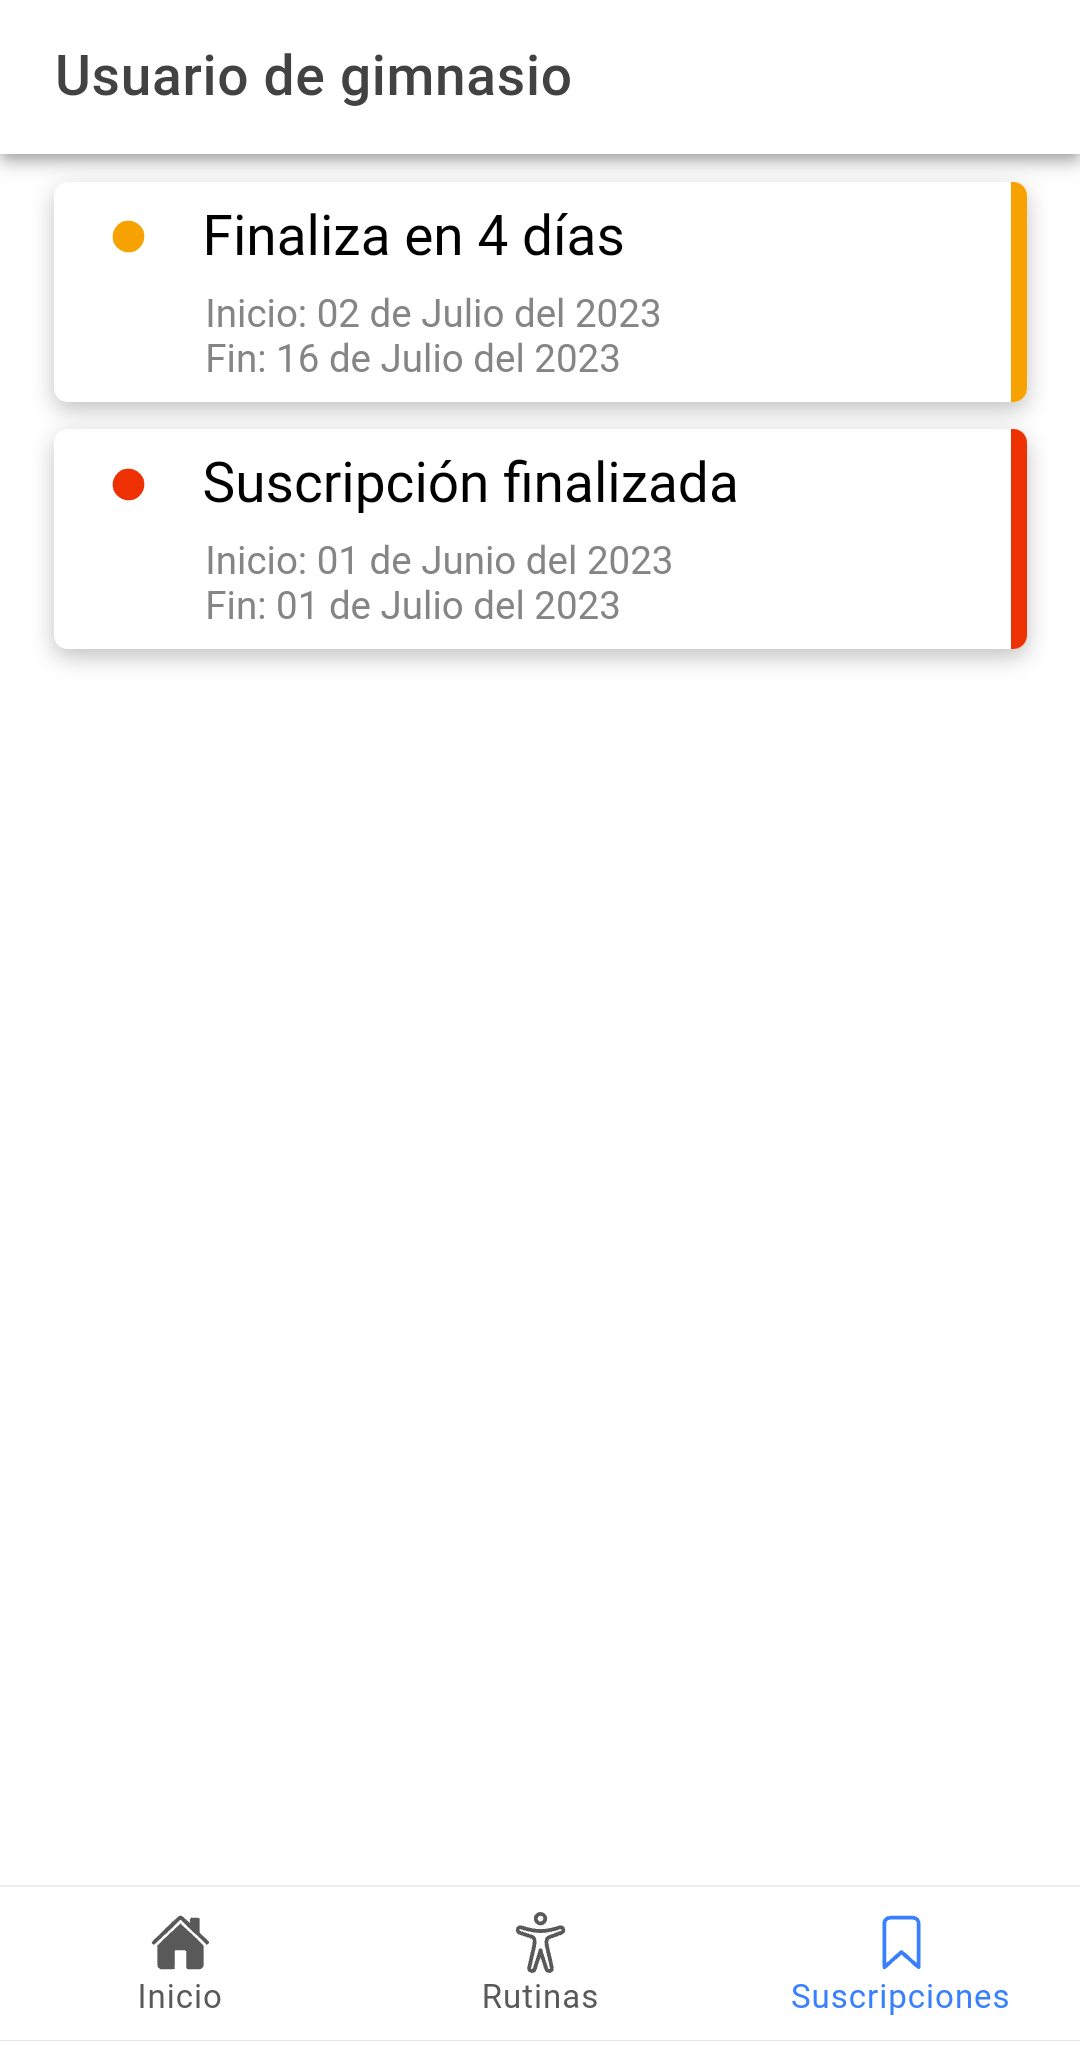 Usuario de gimnasio
Finaliza en 4 días
Inicio: 02 de Julio del 2023
Fin: 16 de Julio del 2023
Suscripción finalizada
Inicio: 01 de Junio del 2023
Fin: 01 de Julio del 2023
Inicio
Rutinas
Suscripciones